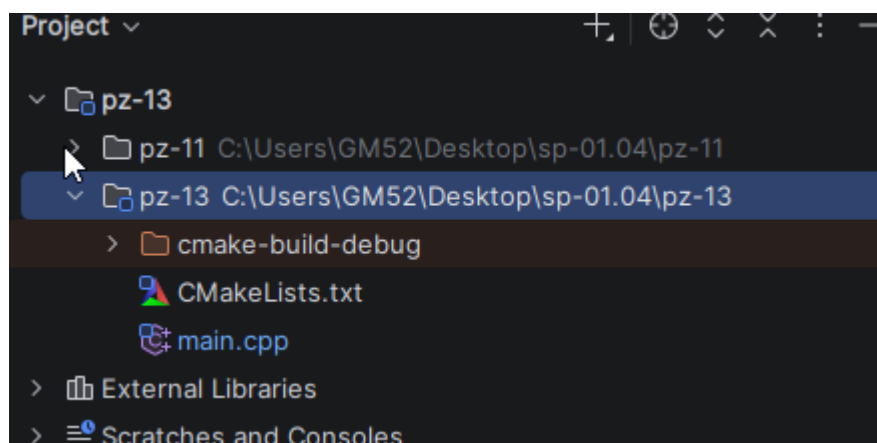 Project
pz-13
pz-11 C:\Users\GM52\Desktop\sp-01.04\pz-11
pz-13 C:\Users\GM52\Desktop\sp-01.04\pz-13
cmake-build-debug
CMakeLists.txt
main.cpp
External Libraries
Scratches and Consoles